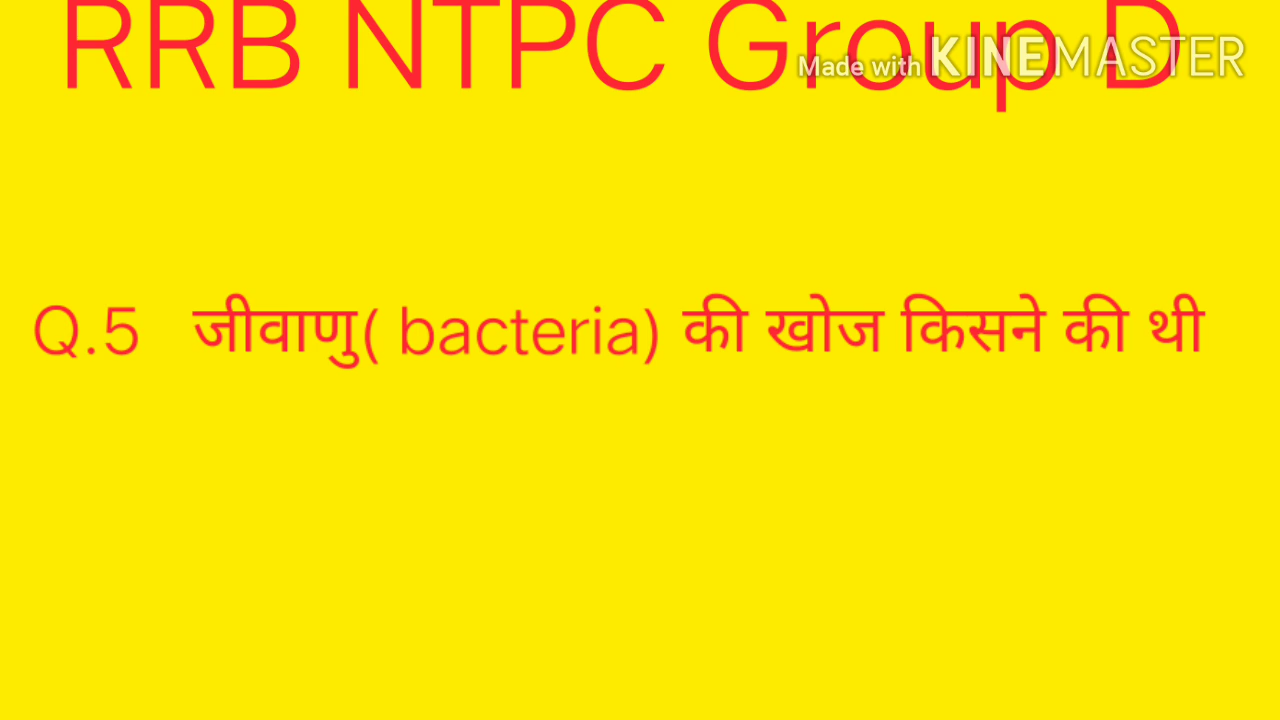 RRB NTPC Group D
Made with KINEMASTER
Q.5 जीवाणु( bacteria) की खोज किसने की थी